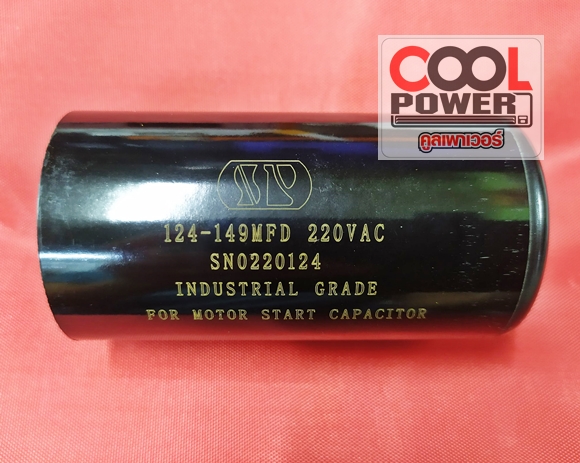 COOL
POWER
คูลเพาเวอร์
SP
124-149MFD 220VAC
SN0220124
INDUSTRIAL GRADE
FOR MOTOR START CAPACITOR